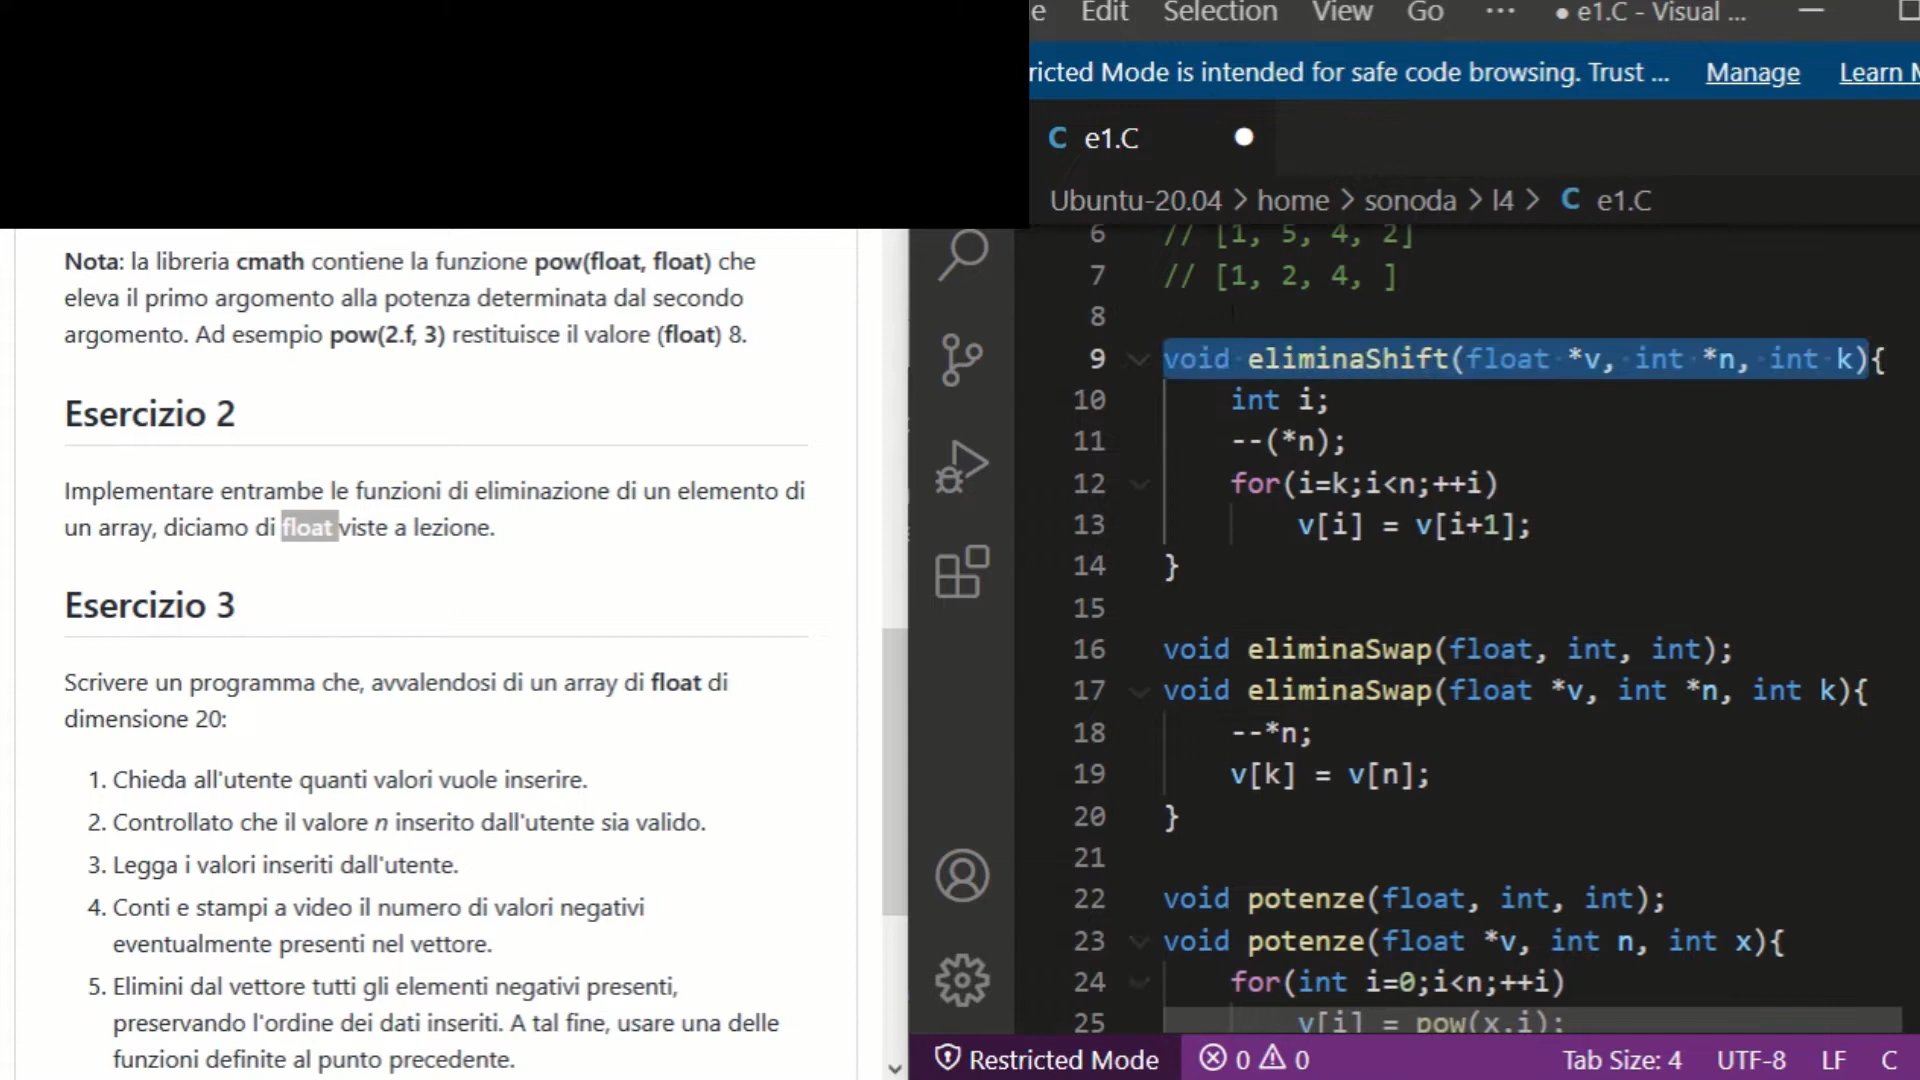 Nota: la libreria cmath contiene la funzione pow(float, float) che
eleva il primo argomento alla potenza determinata dal secondo
argomento. Ad esempio pow(2.f, 3) restituisce il valore (float) 8.
Esercizio 2
Implementare entrambe le funzioni di eliminazione di un elemento di
un array, diciamo di float viste a lezione.
Esercizio 3
Scrivere un programma che, avvalendosi di un array di float di
dimensione 20:
1. Chieda all'utente quanti valori vuole inserire.
2. Controllato che il valore n inserito dall'utente sia valido.
3. Legga i valori inseriti dall'utente.
4. Conti e stampi a video il numero di valori negativi
eventualmente presenti nel vettore.
5. Elimini dal vettore tutti gli elementi negativi presenti,
preservando l'ordine dei dati inseriti. A tal fine, usare una delle
funzioni definite al punto precedente.
e Edit Selection View Go ··· ● e1.C - Visual ...
ricted Mode is intended for safe code browsing. Trust ... Manage Learn M
C e1.C ●
Ubuntu-20.04 > home > sonoda > l4 > C e1.C
6 // [1, 5, 4, 2]
7 // [1, 2, 4, ]
8
9 void eliminaShift(float *v, int *n, int k){
10 int i;
11 --(*n);
12 for(i=k;i<n;++i)
13 v[i] = v[i+1];
14 }
15
16 void eliminaSwap(float, int, int);
17 void eliminaSwap(float *v, int *n, int k){
18 --*n;
19 v[k] = v[n];
20 }
21
22 void potenze(float, int, int);
23 void potenze(float *v, int n, int x){
24 for(int i=0;i<n;++i)
25 v[i] = pow(x,i);
Restricted Mode 0 0 Tab Size: 4 UTF-8 LF C